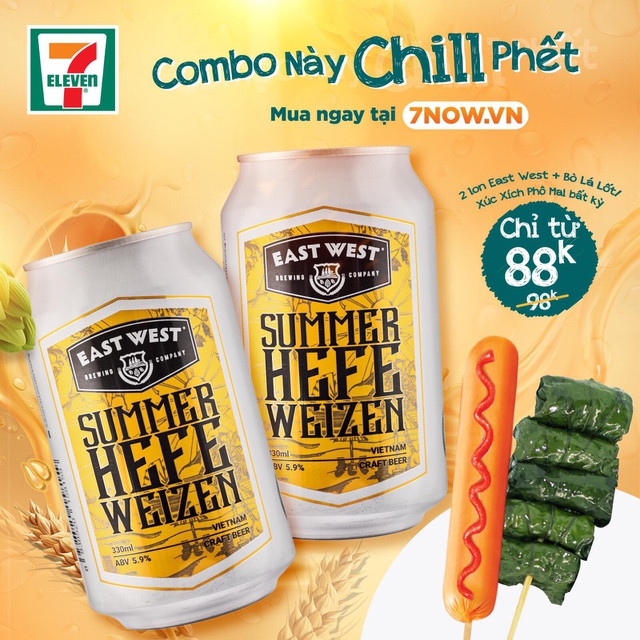 7
ELEVEN
®
Combo Này Chill Phết
Mua ngay tại 7NOW.VN
2 lon East West + Bò Lá Lốt/
Xúc Xích Phô Mai bất kỳ
Chỉ từ
88k
98k
EAST WEST
BREWING COMPANY
SUMMER
HEFE
WEIZEN
330ml
ABV 5.9%
VIETNAM
CRAFT BEER
EAST WEST
BREWING COMPANY
SUMMER
HEFE
WEIZEN
330ml
ABV 5.9%
VIETNAM
CRAFT BEER